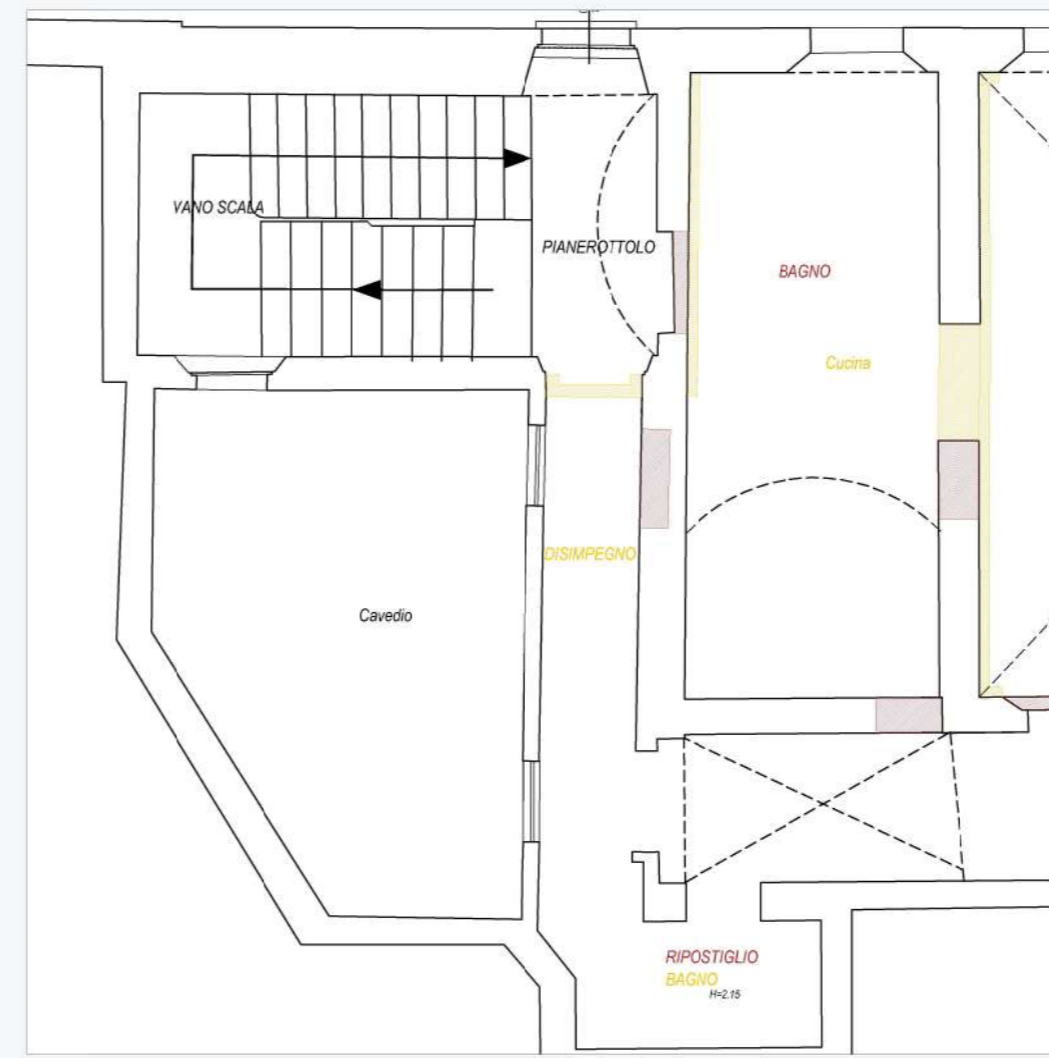 VANO SCALA
PIANEROTTOLO
BAGNO
Cucina
DISIMPEGNO
Cavedio
RIPOSTIGLIO
BAGNO
H=2.15